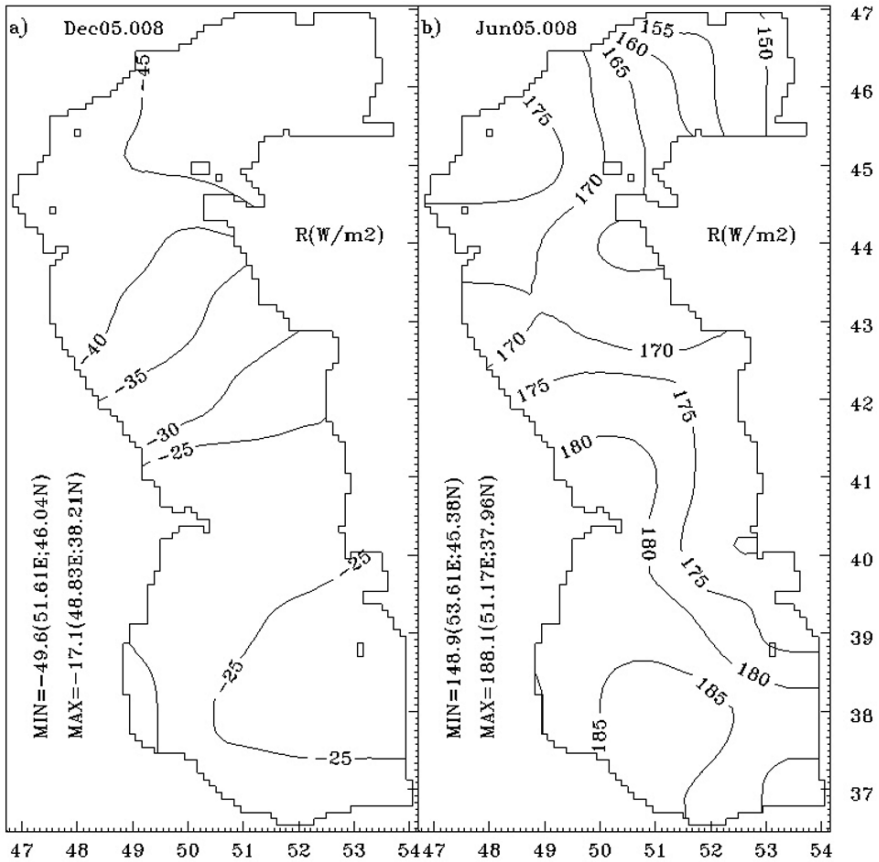 a)
Dec05.008
-45
R(W/m2)
-40
-35
-30
-25
-25
-25
-25
MIN=-49.6(51.61E;46.04N)
MAX=-17.1(48.83E;38.21N)
47 48 49 50 51 52 53 54
b)
Jun05.008
155
150
160
165
175
170
R(W/m2)
170
170
175
175
180
180
175
180
185
185
MIN=148.9(53.61E;45.38N)
MAX=188.1(51.17E;37.96N)
47 48 49 50 51 52 53 54
47
46
45
44
43
42
41
40
39
38
37